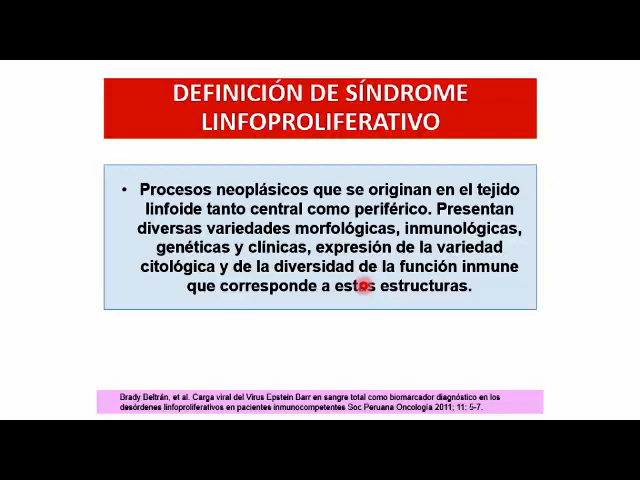 DEFINICIÓN DE SÍNDROME
LINFOPROLIFERATIVO
• Procesos neoplásicos que se originan en el tejido
linfoide tanto central como periférico. Presentan
diversas variedades morfológicas, inmunológicas,
genéticas y clínicas, expresión de la variedad
citológica y de la diversidad de la función inmune
que corresponde a estas estructuras.
Brady Beltrán, et al. Carga viral del Virus Epstein Barr en sangre total como biomarcador diagnóstico en los
desórdenes linfoproliferativos en pacientes inmunocompetentes Soc Peruana Oncología 2011; 11; 5-7.